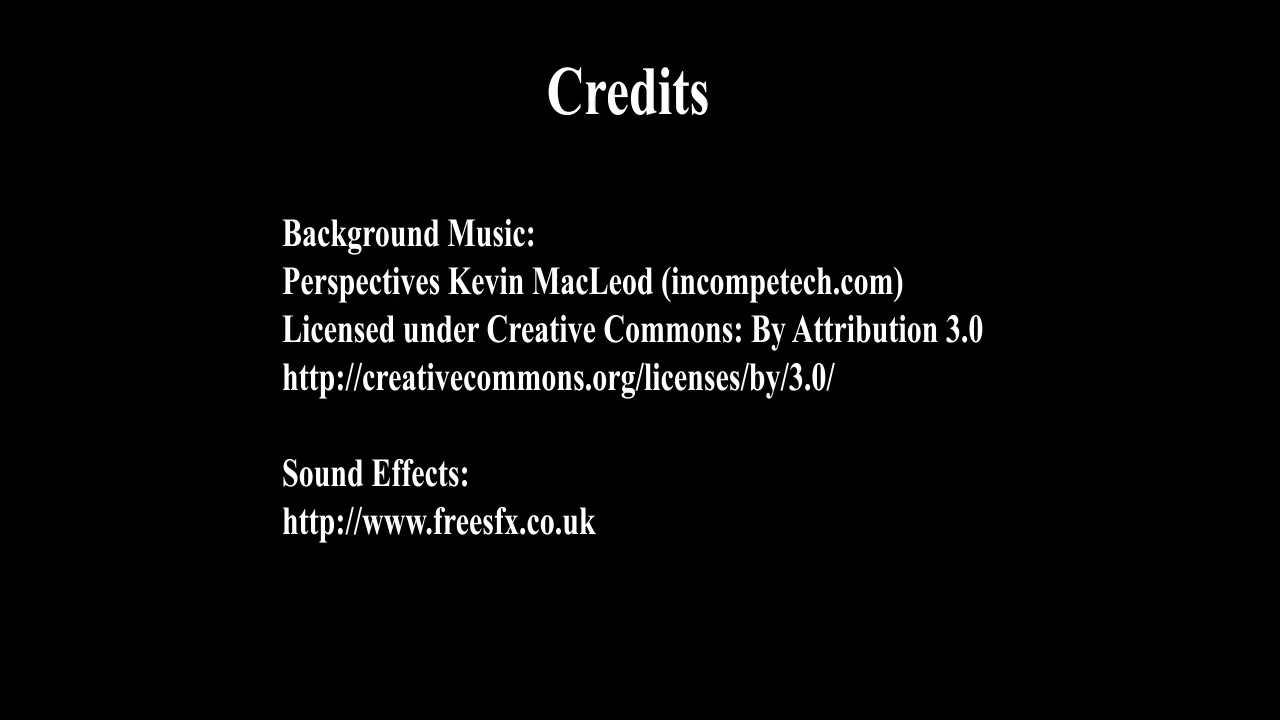 Credits
Background Music:
Perspectives Kevin MacLeod (incompetech.com)
Licensed under Creative Commons: By Attribution 3.0
http://creativecommons.org/licenses/by/3.0/
Sound Effects:
http://www.freesfx.co.uk